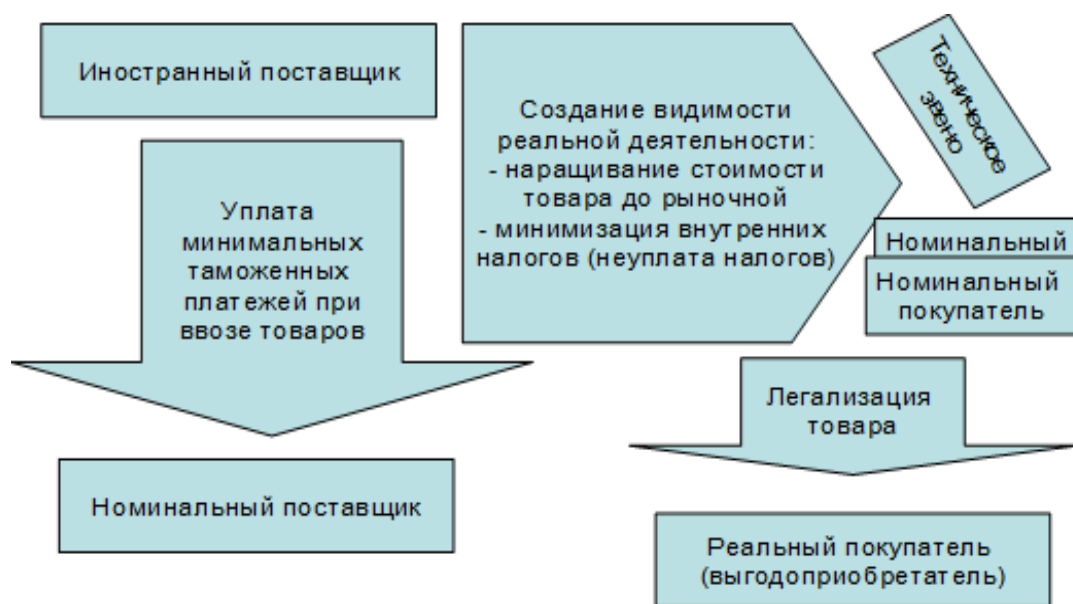 Иностранный поставщик
Уплата
минимальных
таможенных
платежей при
ввозе товаров
Номинальный поставщик
Создание видимости
реальной деятельности:
- наращивание стоимости
товара до рыночной
- минимизация внутренних
налогов (неуплата налогов)
Техническое
звено
Номинальный
Номинальный
покупатель
Легализация
товара
Реальный покупатель
(выгодоприобретатель)